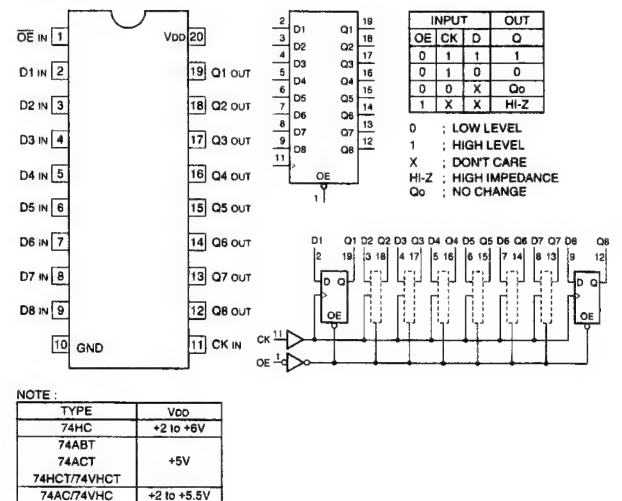 OE IN 1
D1 IN 2
D2 IN 3
D3 IN 4
D4 IN 5
D5 IN 6
D6 IN 7
D7 IN 8
D8 IN 9
10 GND
VDD 20
19 Q1 OUT
18 Q2 OUT
17 Q3 OUT
16 Q4 OUT
15 Q5 OUT
14 Q6 OUT
13 Q7 OUT
12 Q8 OUT
11 CK IN
2 D1 Q1 19
3 D2 Q2 18
4 D3 Q3 17
5 D4 Q4 16
6 D5 Q5 15
7 D6 Q6 14
8 D7 Q7 13
9 D8 Q8 12
11
OE
1
INPUT OUT
OE CK D Q
0 1 1 1
0 1 0 0
0 0 X Qo
1 X X HI-Z
0 ; LOW LEVEL
1 ; HIGH LEVEL
X ; DON'T CARE
HI-Z ; HIGH IMPEDANCE
Qo ; NO CHANGE
D1 Q1 D2 Q2 D3 Q3 D4 Q4 D5 Q5 D6 Q6 D7 Q7 D8 Q8
2 19 3 18 4 17 5 16 6 15 7 14 8 13 9 12
D Q D Q
OE OE
CK 11
OE 1
NOTE :
TYPE VDD
74HC +2 to +6V
74ABT
74ACT +5V
74HCT/74VHCT
74AC/74VHC +2 to +5.5V